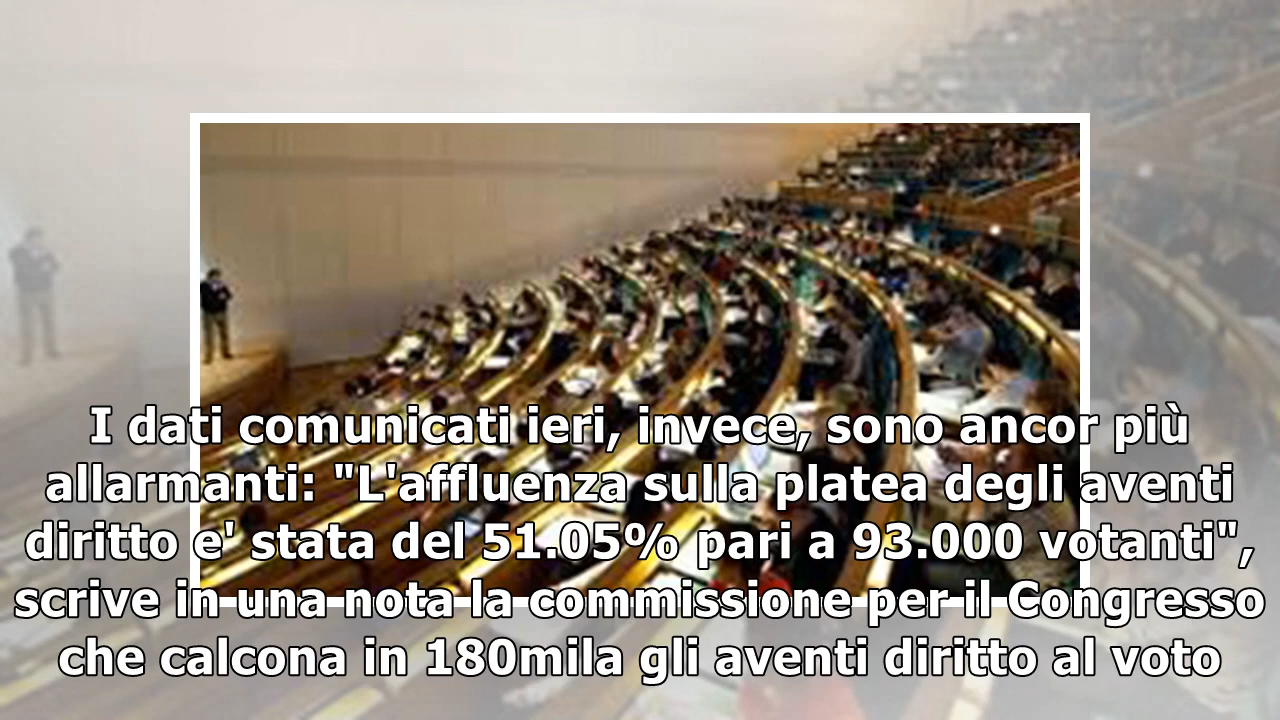 I dati comunicati ieri, invece, sono ancor più
allarmanti: "L'affluenza sulla platea degli aventi
diritto e' stata del 51.05% pari a 93.000 votanti",
scrive in una nota la commissione per il Congresso
che calcona in 180mila gli aventi diritto al voto